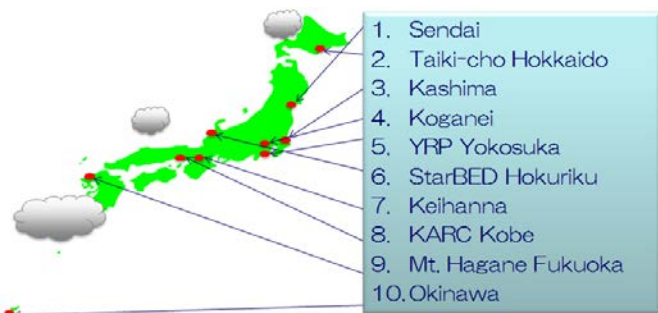 1. Sendai
2. Taiki-cho Hokkaido
3. Kashima
4. Koganei
5. YRP Yokosuka
6. StarBED Hokuriku
7. Keihanna
8. KARC Kobe
9. Mt. Hagane Fukuoka
10. Okinawa